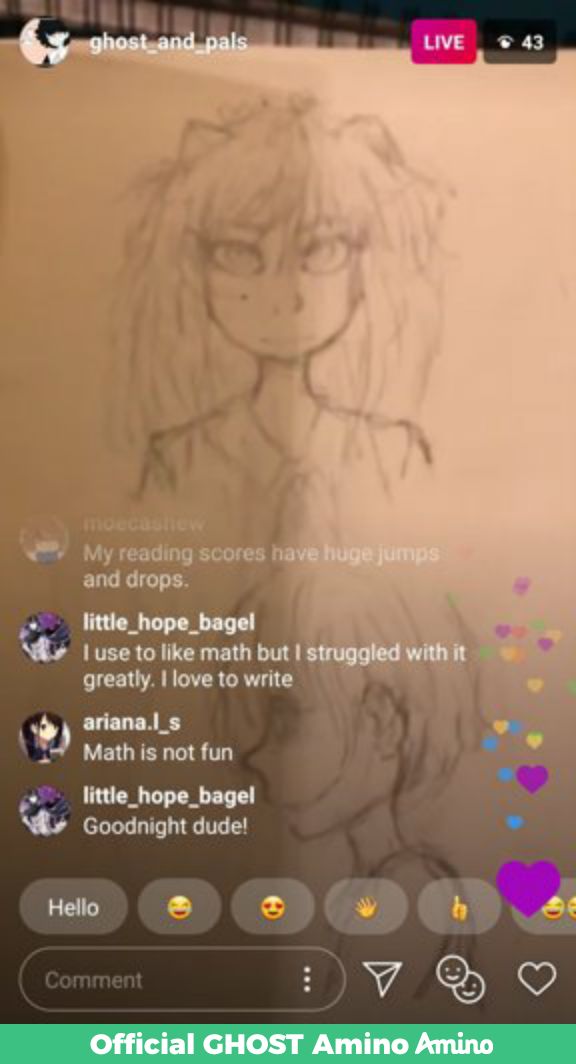 ghost_and_pals
LIVE
43
moecashew
My reading scores have huge jumps
and drops.
little_hope_bagel
I use to like math but I struggled with it
greatly. I love to write
ariana.l_s
Math is not fun
little_hope_bagel
Goodnight dude!
Hello
Comment
Official GHOST Amino Amino